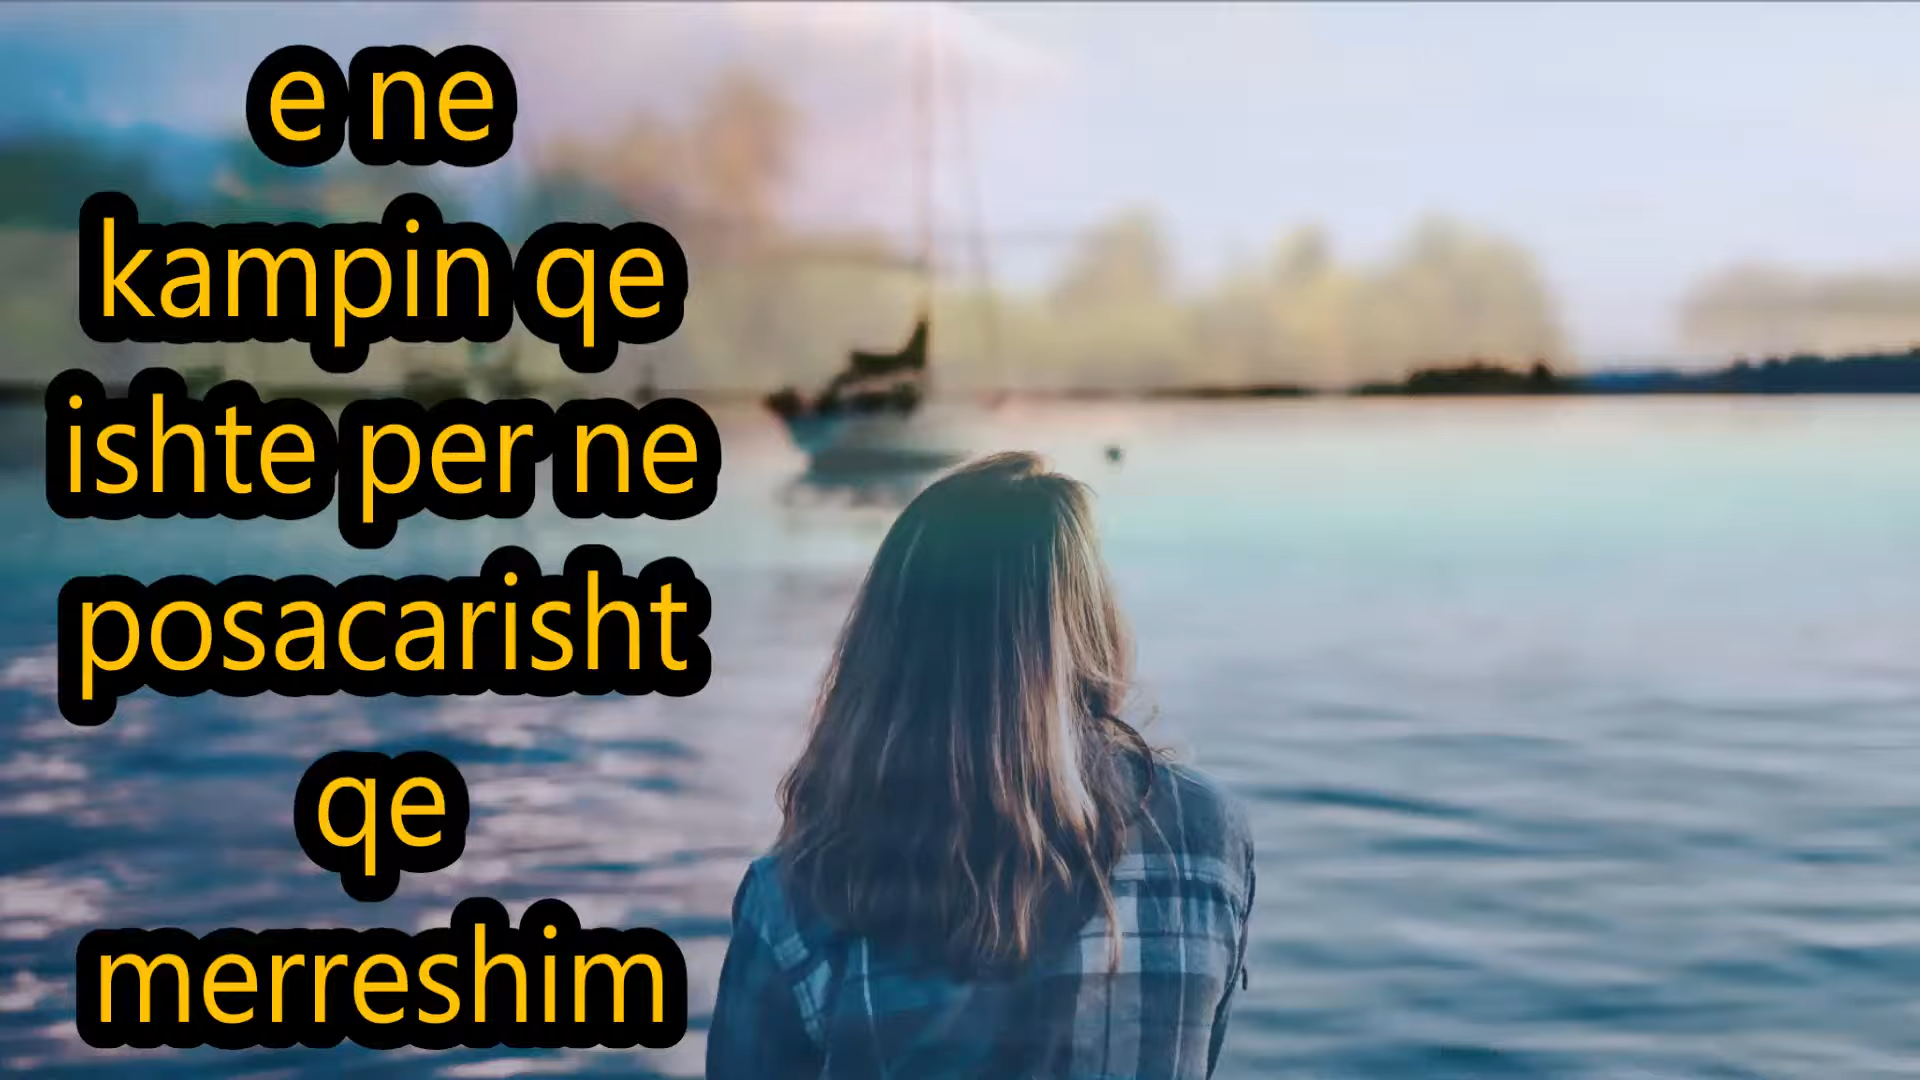 e ne
kampin qe
ishte per ne
posacarisht
qe
merreshim